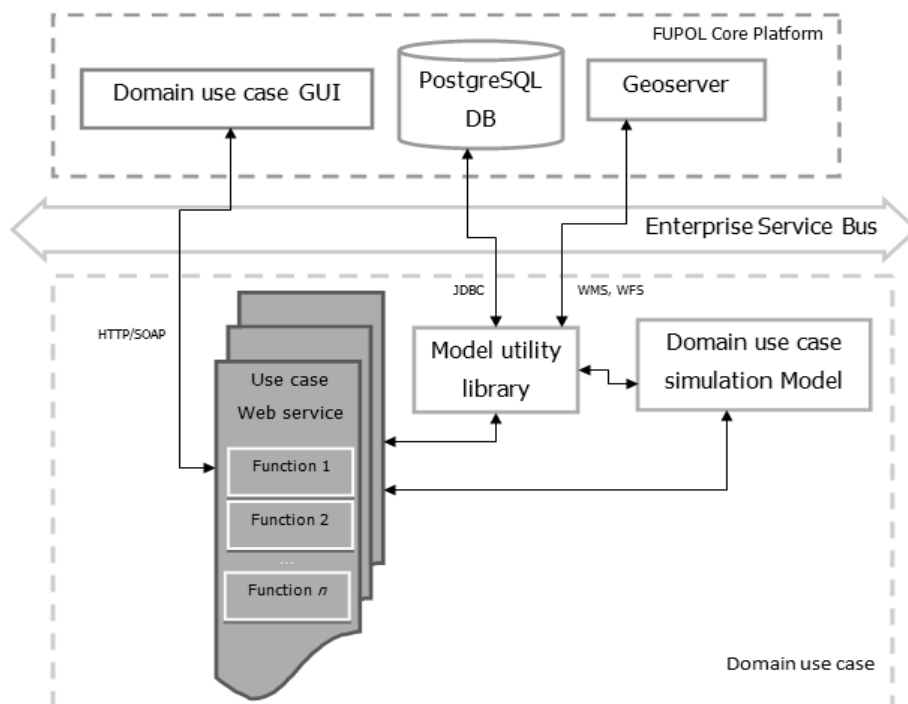 FUPOL Core Platform
Domain use case GUI
PostgreSQL
DB
Geoserver
Enterprise Service Bus
JDBC
WMS, WFS
HTTP/SOAP
Model utility
library
Domain use case
simulation Model
Use case
Web service
Function 1
Function 2
...
Function n
Domain use case